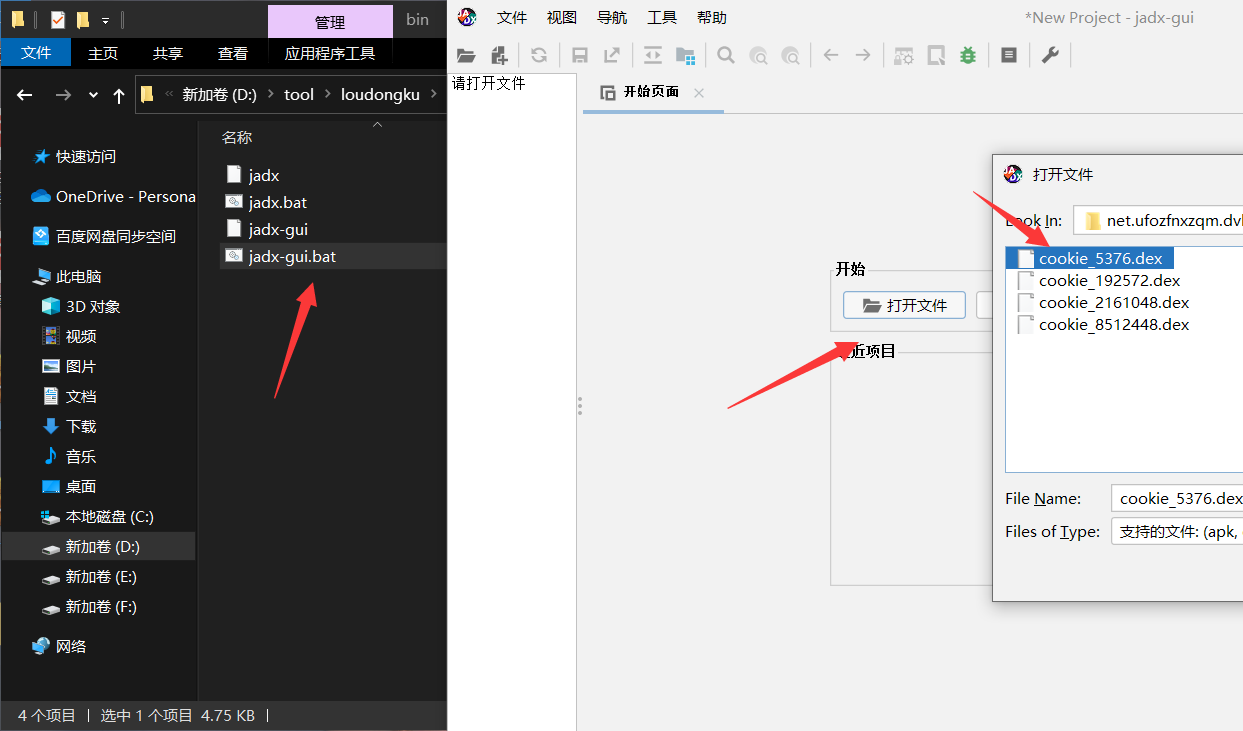 管理
bin
文件
主页
共享
查看
应用程序工具
« 新加卷 (D:) > tool > loudongku >
名称
快速访问
OneDrive - Persona
百度网盘同步空间
此电脑
3D 对象
视频
图片
文档
下载
音乐
桌面
本地磁盘 (C:)
新加卷 (D:)
新加卷 (E:)
新加卷 (F:)
网络
jadx
jadx.bat
jadx-gui
jadx-gui.bat
4 个项目 | 选中 1 个项目 4.75 KB |
文件 视图 导航 工具 帮助
*New Project - jadx-gui
请打开文件
开始页面
开始
打开文件
近项目
打开文件
Look In:
net.ufozfnxzqm.dvl
cookie_5376.dex
cookie_192572.dex
cookie_2161048.dex
cookie_8512448.dex
File Name: cookie_5376.dex
Files of Type: 支持的文件: (apk,